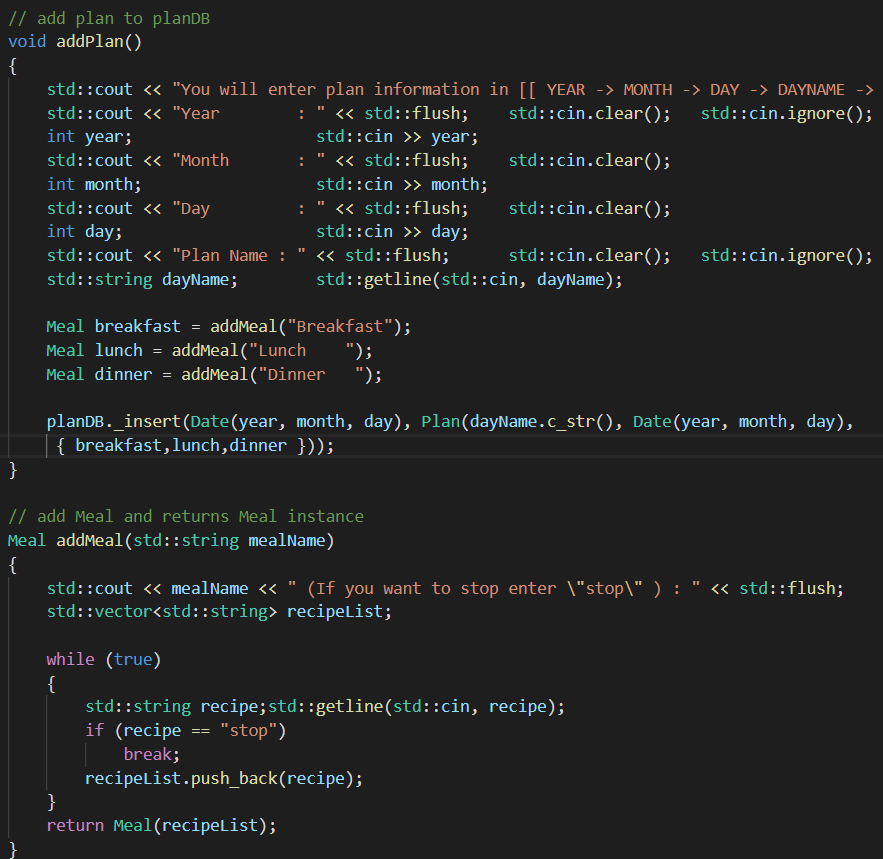 // add plan to planDB
void addPlan()
{
    std::cout << "You will enter plan information in [[ YEAR -> MONTH -> DAY -> DAYNAME ->
    std::cout << "Year        : " << std::flush;    std::cin.clear();   std::cin.ignore();
    int year;                   std::cin >> year;
    std::cout << "Month       : " << std::flush;    std::cin.clear();
    int month;                  std::cin >> month;
    std::cout << "Day         : " << std::flush;    std::cin.clear();
    int day;                    std::cin >> day;
    std::cout << "Plan Name : " << std::flush;      std::cin.clear();   std::cin.ignore();
    std::string dayName;        std::getline(std::cin, dayName);
    Meal breakfast = addMeal("Breakfast");
    Meal lunch = addMeal("Lunch    ");
    Meal dinner = addMeal("Dinner   ");
    planDB._insert(Date(year, month, day), Plan(dayName.c_str(), Date(year, month, day),
     { breakfast,lunch,dinner }));
}
// add Meal and returns Meal instance
Meal addMeal(std::string mealName)
{
    std::cout << mealName << " (If you want to stop enter \"stop\" ) : " << std::flush;
    std::vector<std::string> recipeList;
    while (true)
    {
        std::string recipe;std::getline(std::cin, recipe);
        if (recipe == "stop")
            break;
        recipeList.push_back(recipe);
    }
    return Meal(recipeList);
}